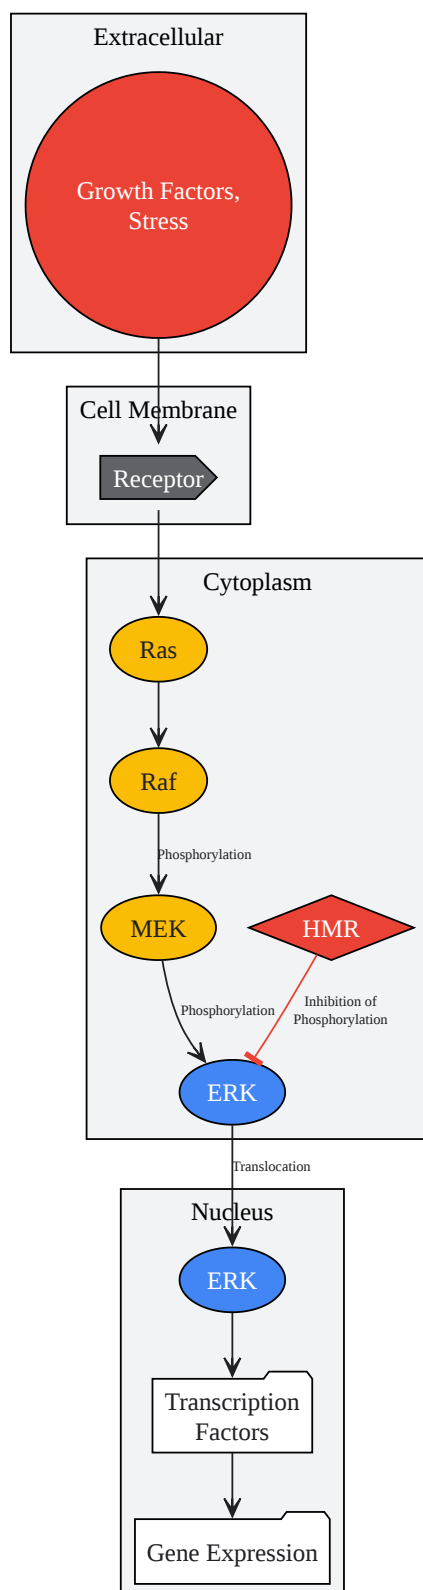 Extracellular
Growth Factors,
Stress
Cell Membrane
Receptor
Cytoplasm
Ras
Raf
Phosphorylation
MEK
HMR
Phosphorylation
Inhibition of
Phosphorylation
ERK
Translocation
Nucleus
ERK
Transcription
Factors
Gene Expression